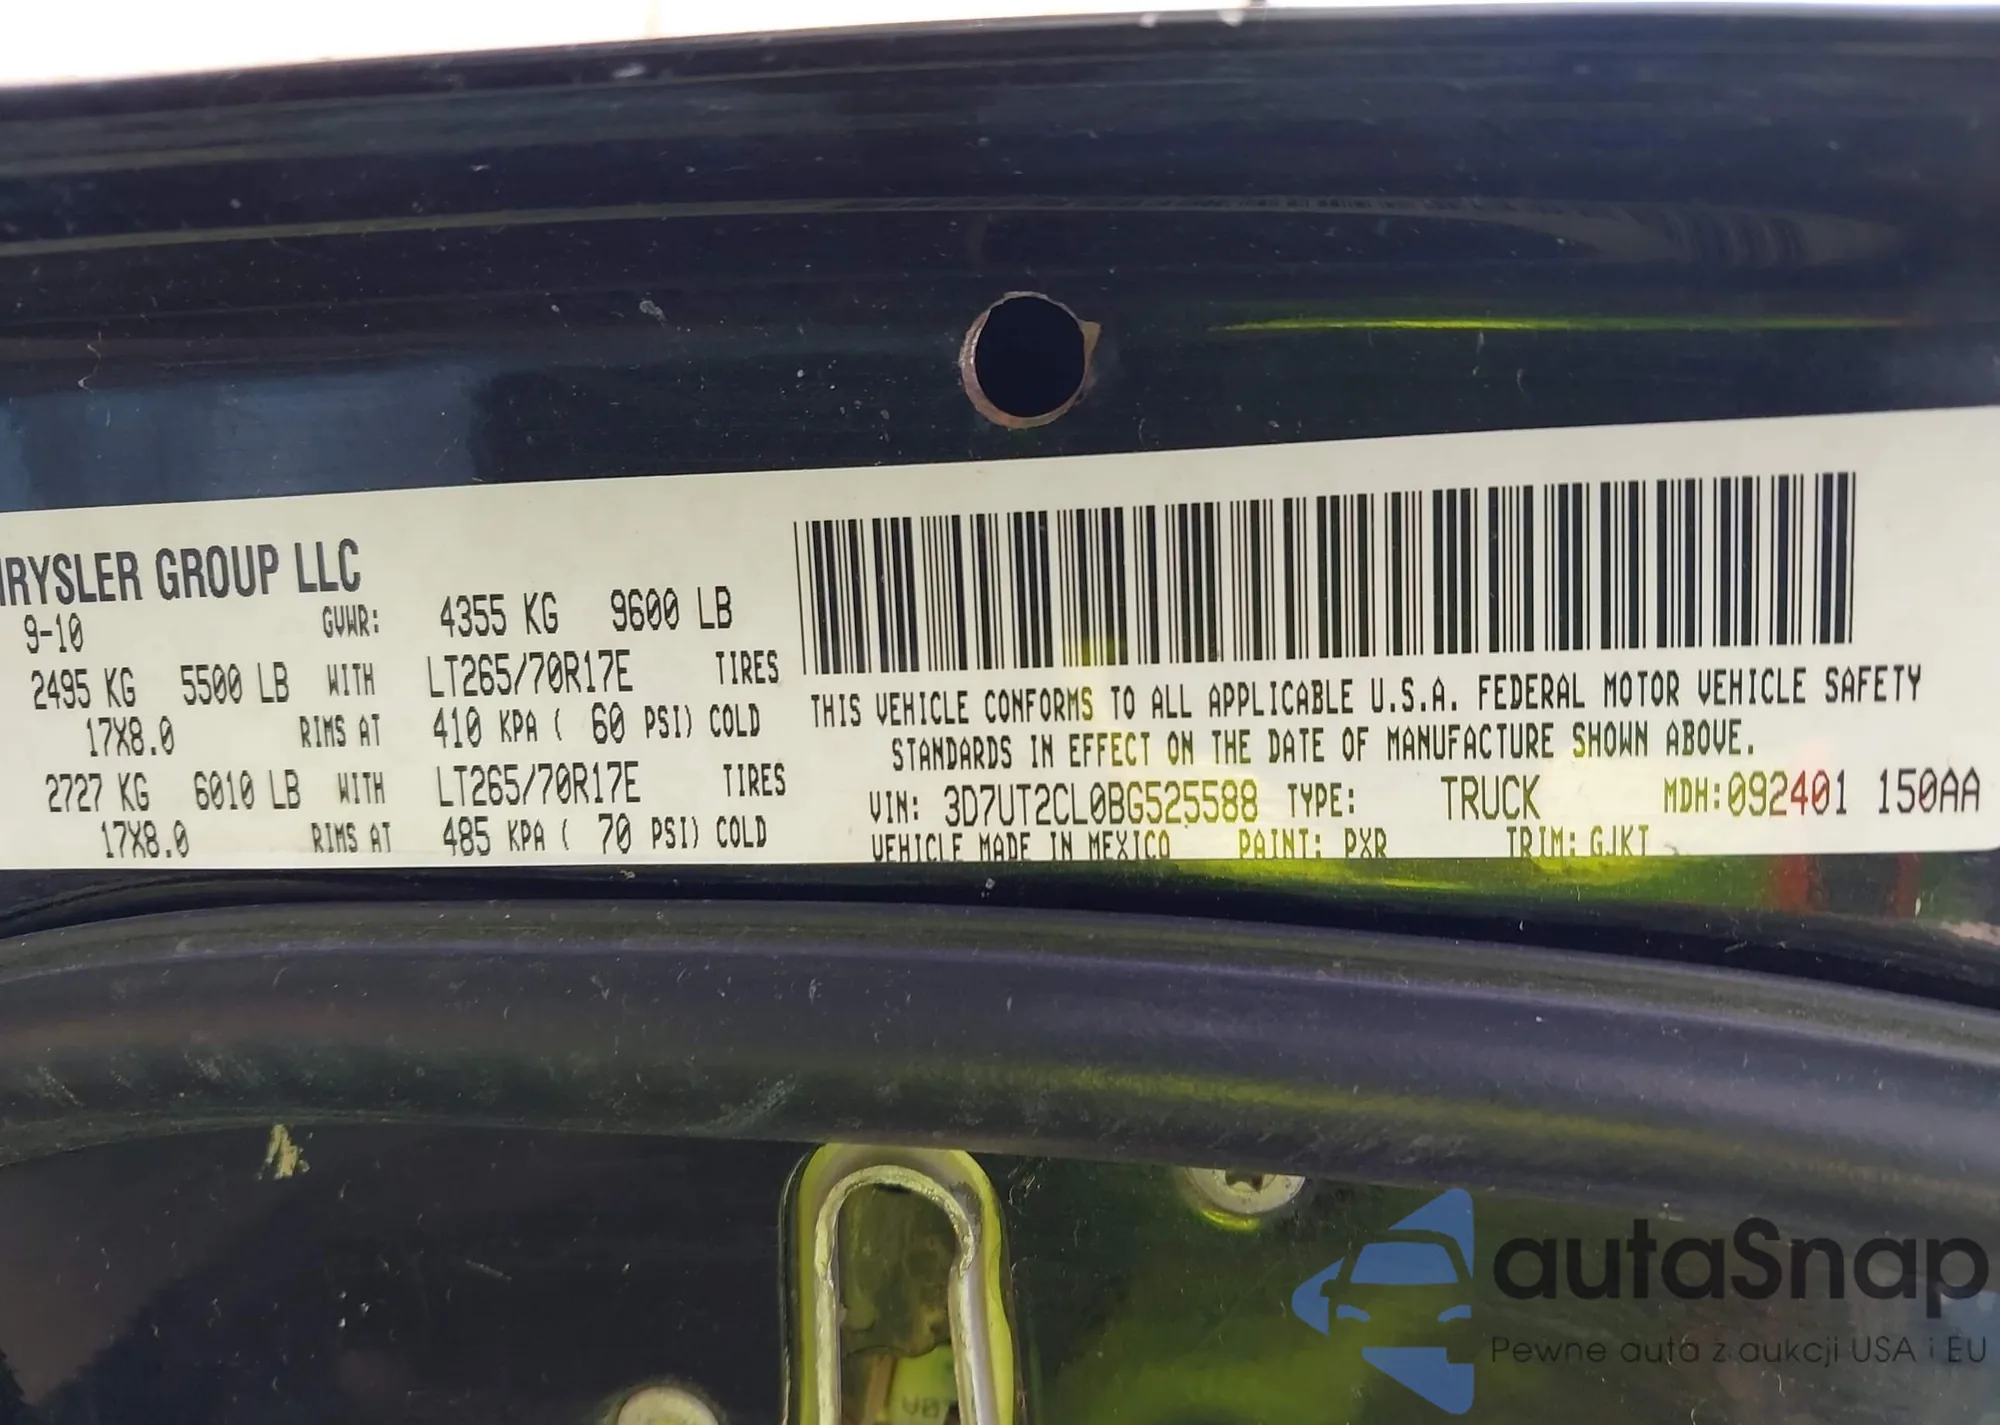 HRYSLER GROUP LLC
9-10 GVWR: 4355 KG 9600 LB
2495 KG 5500 LB WITH LT265/70R17E TIRES
17X8.0 RIMS AT 410 KPA ( 60 PSI) COLD
2727 KG 6010 LB WITH LT265/70R17E TIRES
17X8.0 RIMS AT 485 KPA ( 70 PSI) COLD
THIS VEHICLE CONFORMS TO ALL APPLICABLE U.S.A. FEDERAL MOTOR VEHICLE SAFETY
STANDARDS IN EFFECT ON THE DATE OF MANUFACTURE SHOWN ABOVE.
VIN: 3D7UT2CL0BG525588 TYPE: TRUCK MDH:092401 150AA
VEHICLE MADE IN MEXICO PAINT: PXR TRIM: GJKT
autaSnap
Pewne auta z aukcji USA i EU